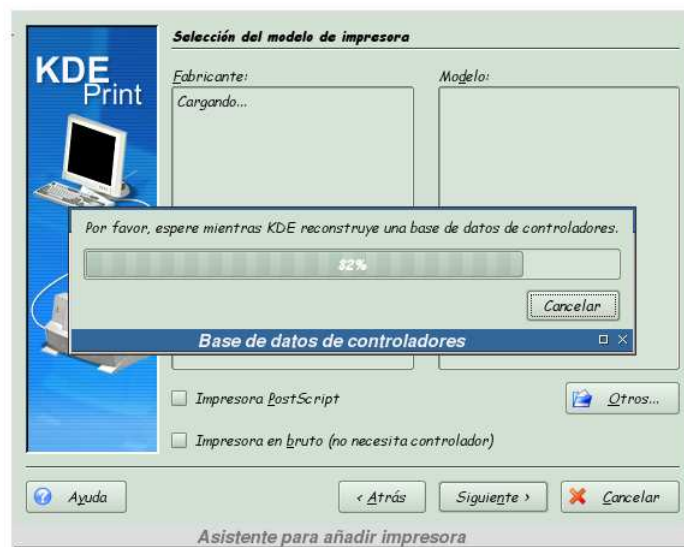 Selección del modelo de impresora
KDE
Print
Fabricante:
Modelo:
Cargando...
Por favor, espere mientras KDE reconstruye una base de datos de controladores.
82%
Cancelar
Base de datos de controladores
Impresora PostScript
Otros...
Impresora en bruto (no necesita controlador)
Ayuda
‹ Atrás
Siguiente ›
Cancelar
Asistente para añadir impresora